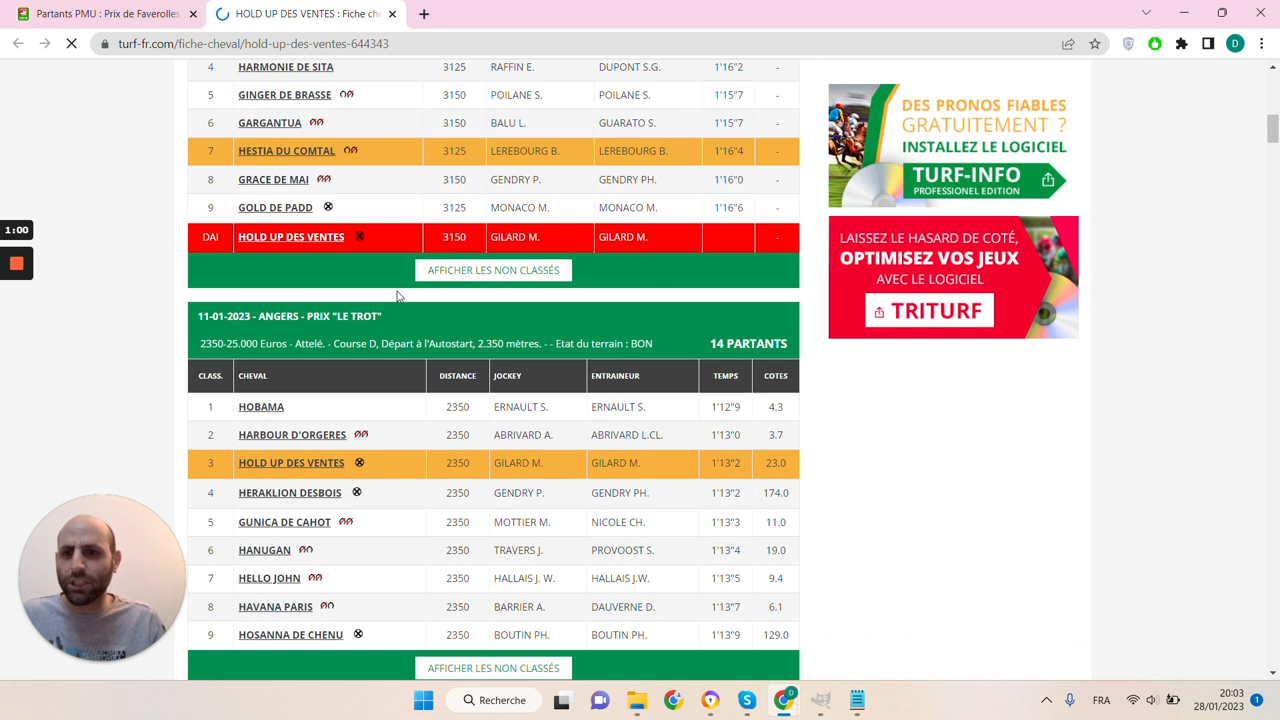 Partants PMU : Prix de Faverolles
HOLD UP DES VENTES : Fiche che
turf-fr.com/fiche-cheval/hold-up-des-ventes-644343
D
4 HARMONIE DE SITA 3125 RAFFIN E. DUPONT S.G. 1'16"2 -
5 GINGER DE BRASSE 3150 POILANE S. POILANE S. 1'15"7 -
6 GARGANTUA 3150 BALU L. GUARATO S. 1'15"7 -
7 HESTIA DU COMTAL 3125 LEREBOURG B. LEREBOURG B. 1'16"4 -
8 GRACE DE MAI 3150 GENDRY P. GENDRY PH. 1'16"0 -
9 GOLD DE PADD 3125 MONACO M. MONACO M. 1'16"6 -
DAI HOLD UP DES VENTES 3150 GILARD M. GILARD M. -
AFFICHER LES NON CLASSÉS
11-01-2023 - ANGERS - PRIX "LE TROT"
2350-25.000 Euros - Attelé. - Course D, Départ à l'Autostart, 2.350 mètres. - - Etat du terrain : BON 14 PARTANTS
CLASS. CHEVAL DISTANCE JOCKEY ENTRAINEUR TEMPS COTES
1 HOBAMA 2350 ERNAULT S. ERNAULT S. 1'12"9 4.3
2 HARBOUR D'ORGERES 2350 ABRIVARD A. ABRIVARD L.CL. 1'13"0 3.7
3 HOLD UP DES VENTES 2350 GILARD M. GILARD M. 1'13"2 23.0
4 HERAKLION DESBOIS 2350 GENDRY P. GENDRY PH. 1'13"2 174.0
5 GUNICA DE CAHOT 2350 MOTTIER M. NICOLE CH. 1'13"3 11.0
6 HANUGAN 2350 TRAVERS J. PROVOOST S. 1'13"4 19.0
7 HELLO JOHN 2350 HALLAIS J. W. HALLAIS J.W. 1'13"5 9.4
8 HAVANA PARIS 2350 BARRIER A. DAUVERNE D. 1'13"7 6.1
9 HOSANNA DE CHENU 2350 BOUTIN PH. BOUTIN PH. 1'13"9 129.0
AFFICHER LES NON CLASSÉS
DES PRONOS FIABLES
GRATUITEMENT ?
INSTALLEZ LE LOGICIEL
TURF-INFO
PROFESSIONEL EDITION
LAISSEZ LE HASARD DE COTÉ,
OPTIMISEZ VOS JEUX
AVEC LE LOGICIEL
TRITURF
1:00
Recherche
FRA
20:03
28/01/2023
1